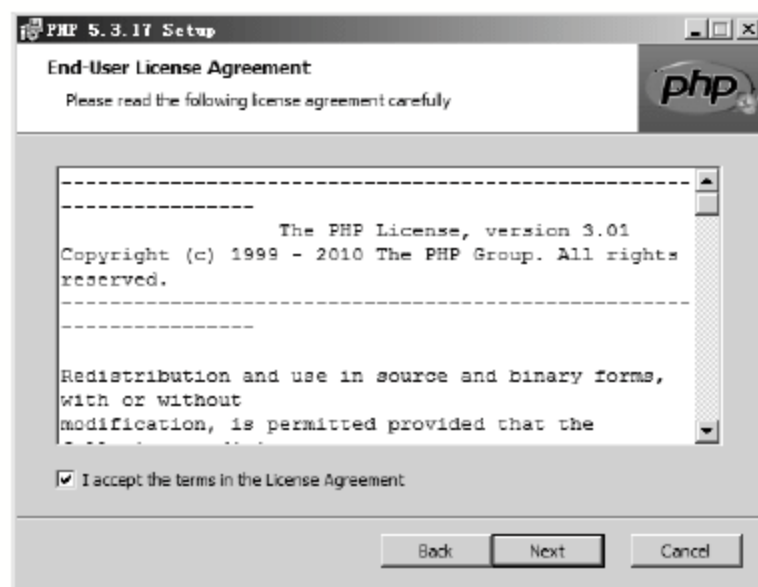 PHP 5.3.17 Setup
End-User License Agreement
Please read the following license agreement carefully
php
----------------------------------------------------
----------------
The PHP License, version 3.01
Copyright (c) 1999 - 2010 The PHP Group. All rights
reserved.
----------------------------------------------------
----------------
Redistribution and use in source and binary forms,
with or without
modification, is permitted provided that the
I accept the terms in the License Agreement
Back
Next
Cancel